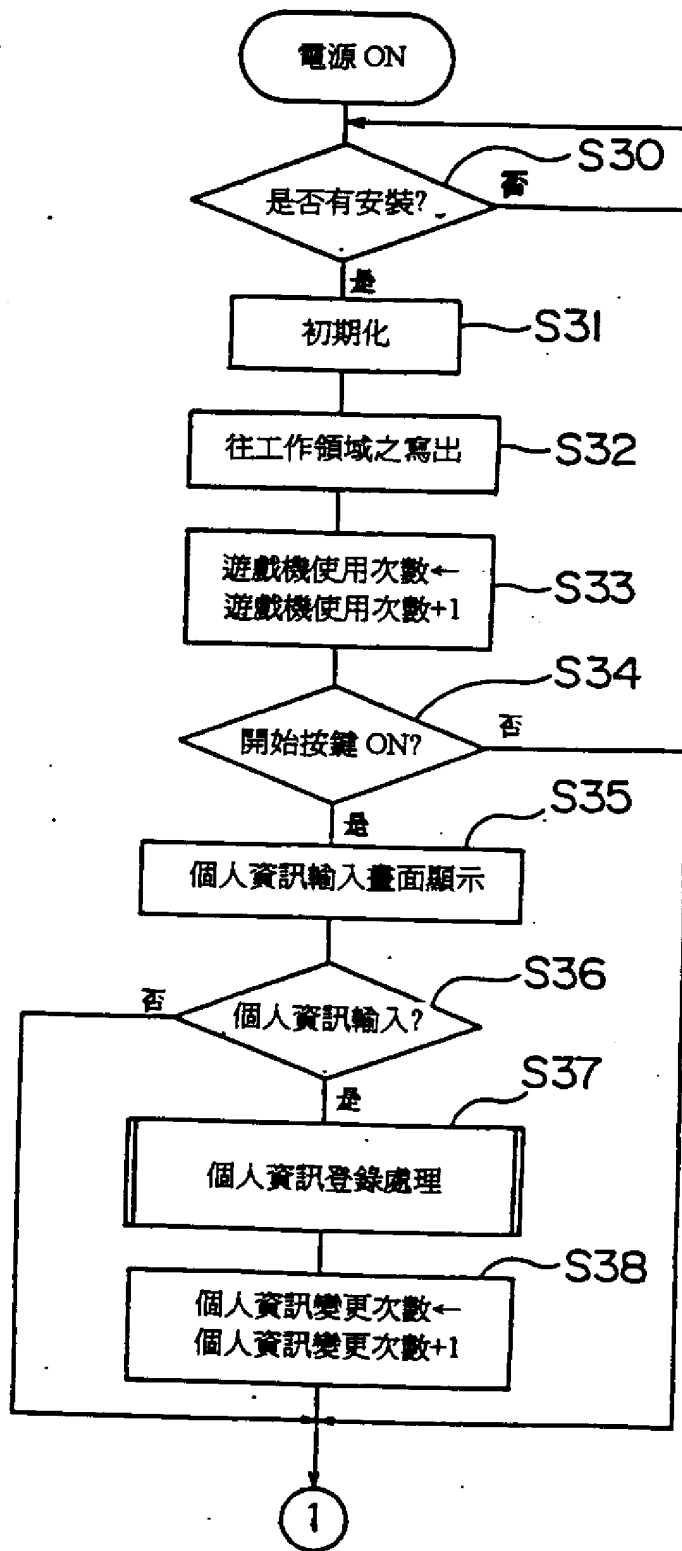 電源 ON
S30
是否有安裝?
否
是
初期化
S31
往工作領域之寫出
S32
遊戲機使用次數←
遊戲機使用次數+1
S33
S34
開始按鍵 ON?
否
是
S35
個人資訊輸入畫面顯示
S36
否
個人資訊輸入?
是
S37
個人資訊登錄處理
S38
個人資訊變更次數←
個人資訊變更次數+1
1